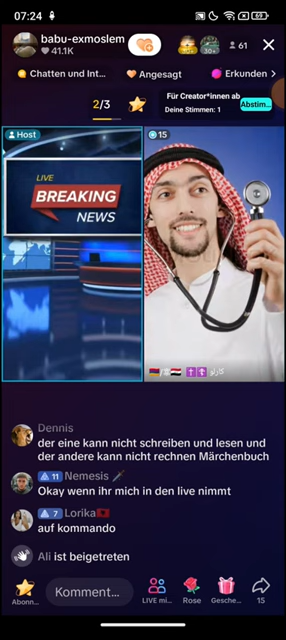 07:24
69
babu-exmoslem
41.1K
30+
61
Chatten und Int...
Angesagt
Erkunden
2/3
Für Creator*innen ab
Deine Stimmen: 1
Abstim...
Host
15
LIVE
BREAKING
NEWS
كارلو
Dennis
der eine kann nicht schreiben und lesen und
der andere kann nicht rechnen Märchenbuch
11 Nemesis
Okay wenn ihr mich in den live nimmt
7 Lorika
auf kommando
Ali ist beigetreten
Abonn...
Komment...
LIVE mi...
Rose
Gesche...
15